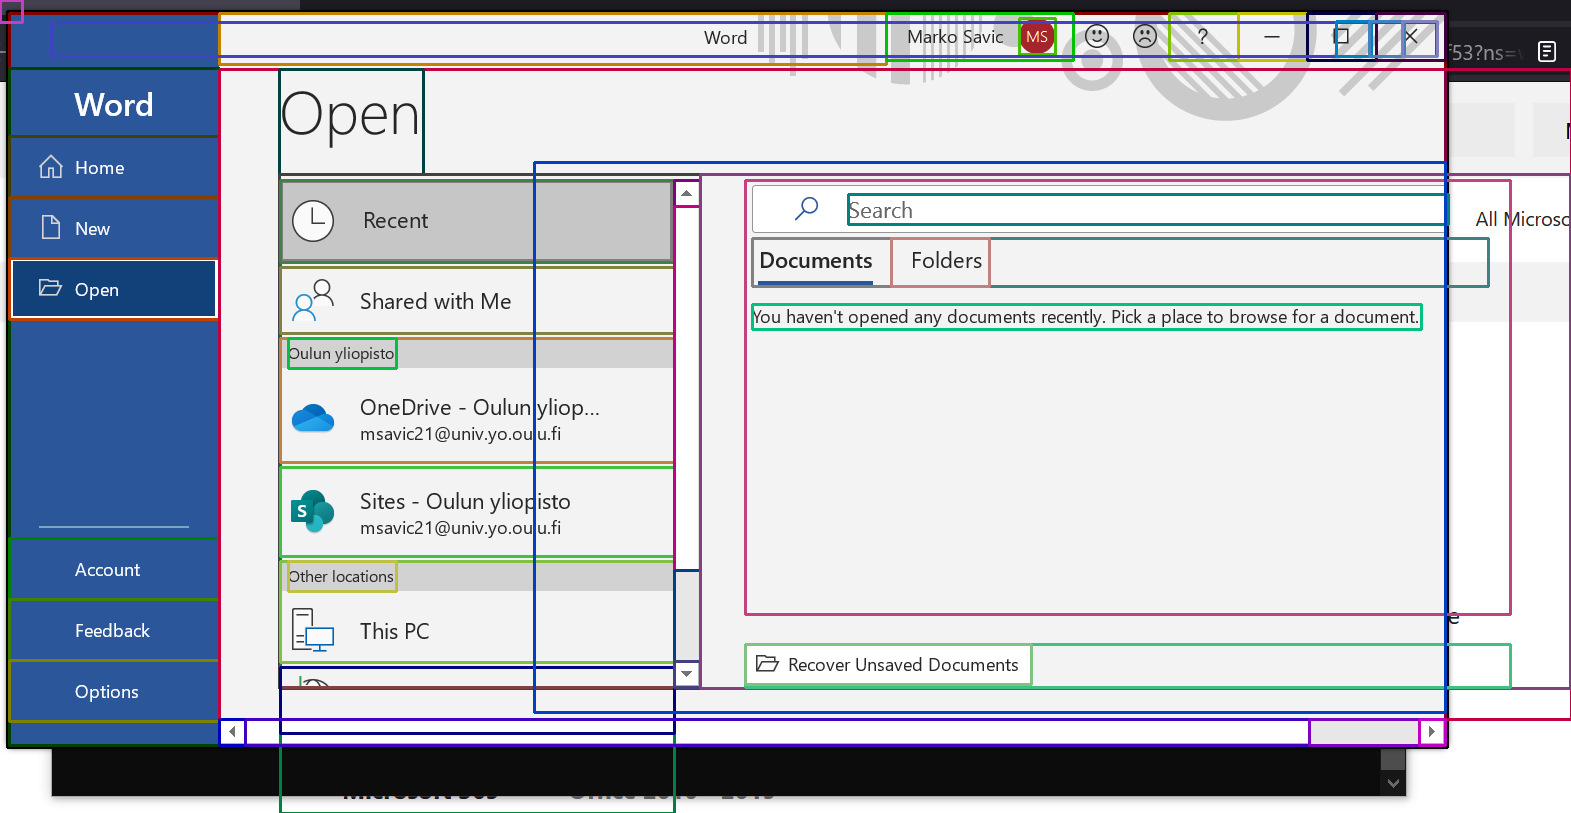 Word
Marko Savic
MS
?
f53?ns=
Word
Open
Home
New
Open
Account
Feedback
Options
Recent
Shared with Me
Oulun yliopisto
OneDrive - Oulun yliop...
msavic21@univ.yo.oulu.fi
Sites - Oulun yliopisto
msavic21@univ.yo.oulu.fi
Other locations
This PC
Search
All Microsc
Documents
Folders
You haven't opened any documents recently. Pick a place to browse for a document.
Recover Unsaved Documents